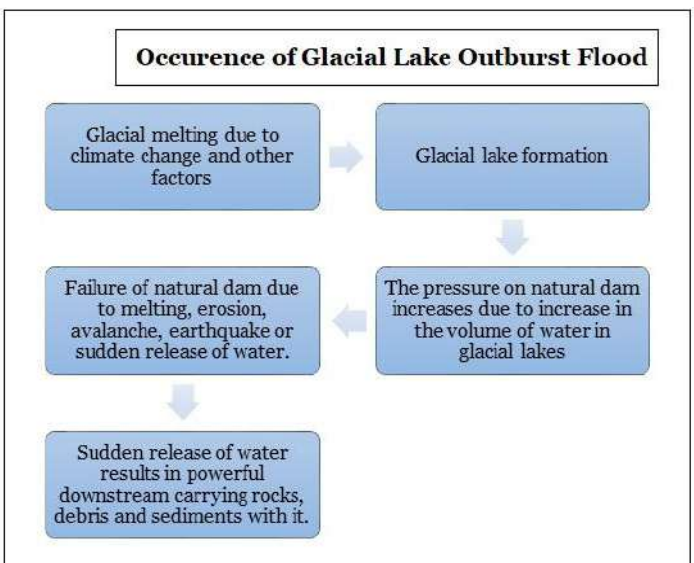 Occurence of Glacial Lake Outburst Flood
Glacial melting due to
climate change and other
factors
Glacial lake formation
The pressure on natural dam
increases due to increase in
the volume of water in
glacial lakes
Failure of natural dam due
to melting, erosion,
avalanche, earthquake or
sudden release of water.
Sudden release of water
results in powerful
downstream carrying rocks,
debris and sediments with it.